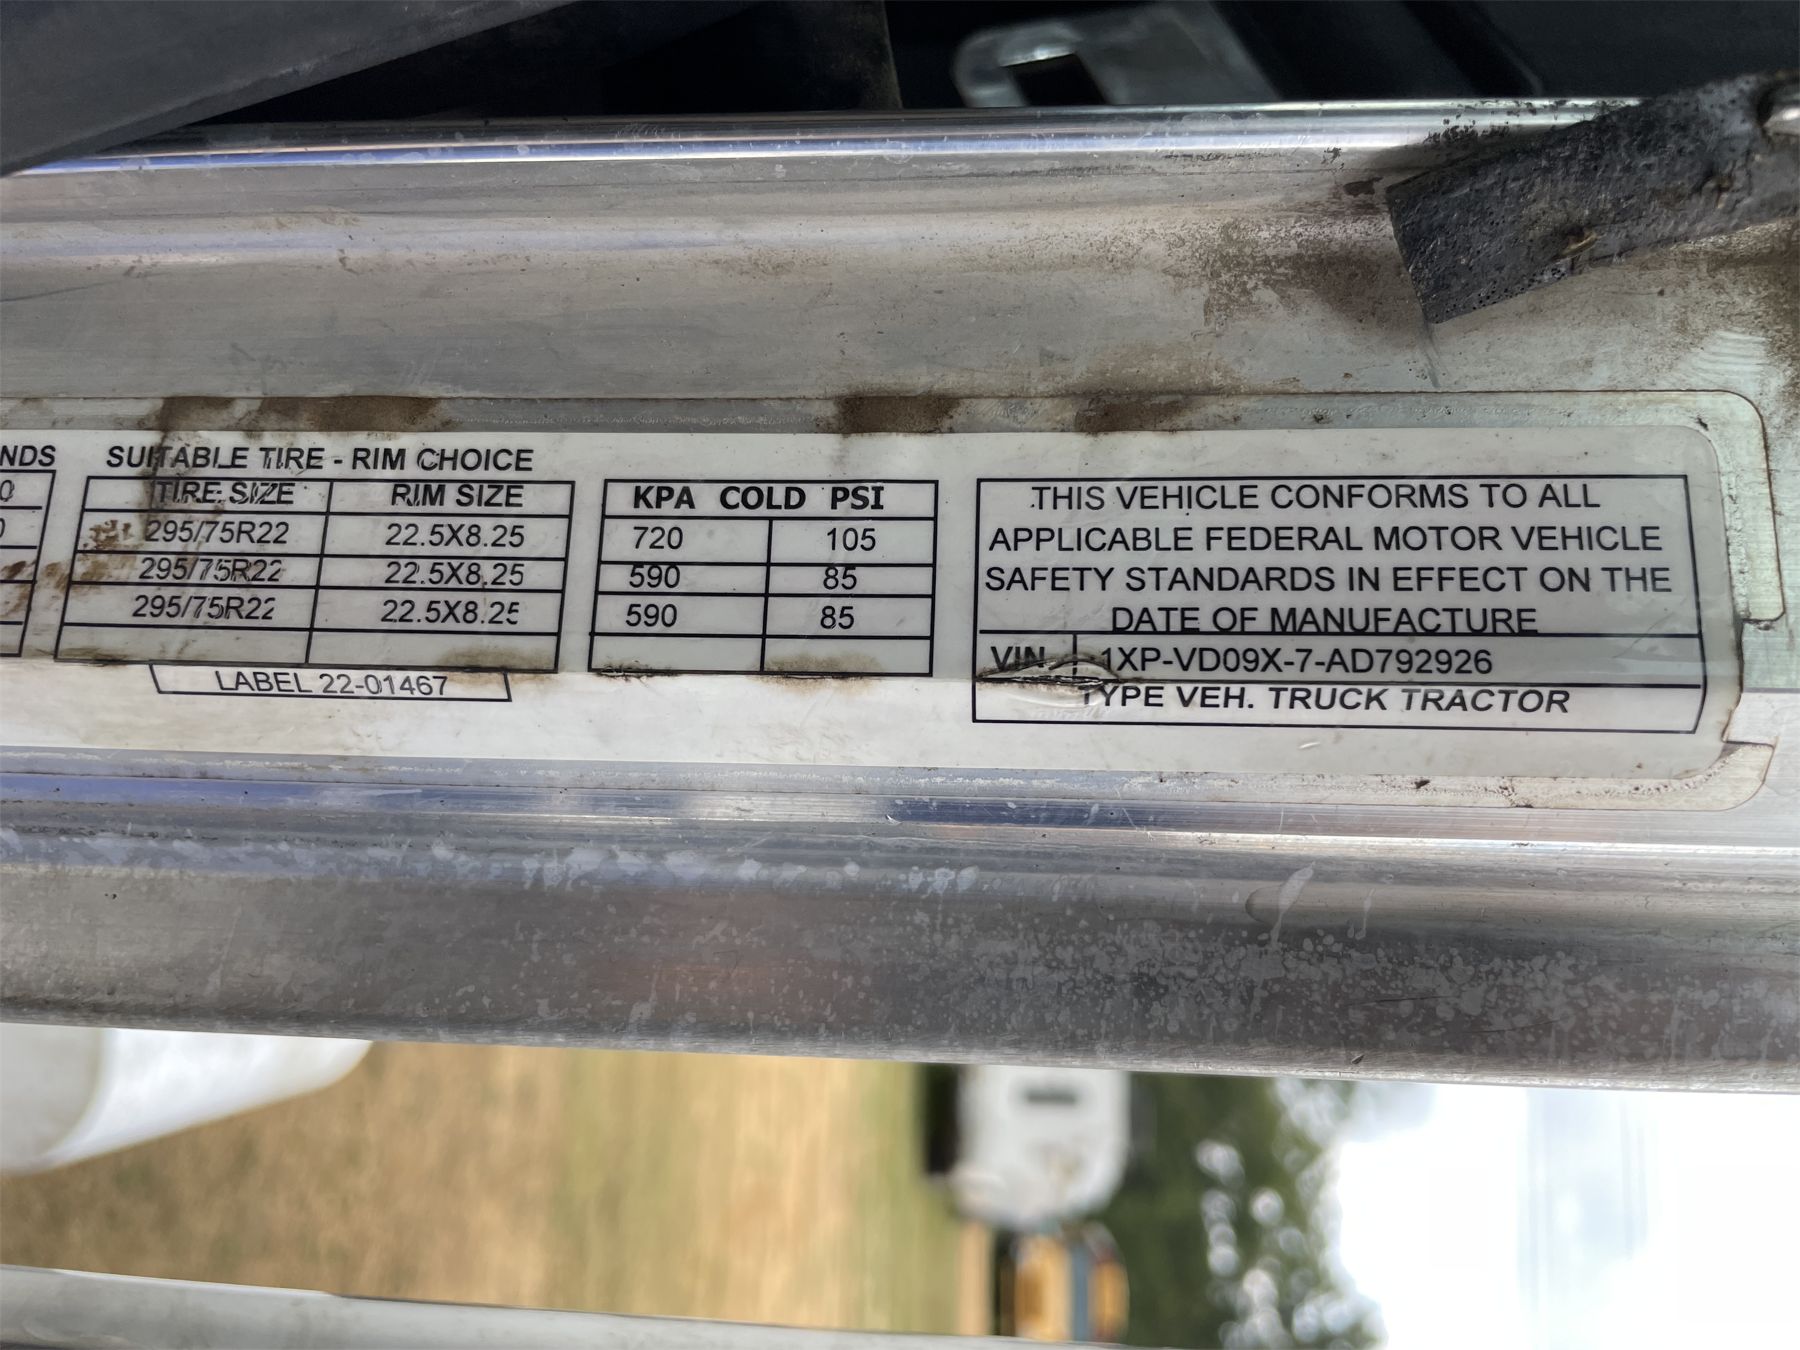 NDS
0
0
SUITABLE TIRE - RIM CHOICE
TIRE SIZE RIM SIZE
295/75R22 22.5X8.25
295/75R22 22.5X8.25
295/75R22 22.5X8.25
LABEL 22-01467
KPA COLD PSI
720 105
590 85
590 85
THIS VEHICLE CONFORMS TO ALL
APPLICABLE FEDERAL MOTOR VEHICLE
SAFETY STANDARDS IN EFFECT ON THE
DATE OF MANUFACTURE
VIN 1XP-VD09X-7-AD792926
TYPE VEH. TRUCK TRACTOR